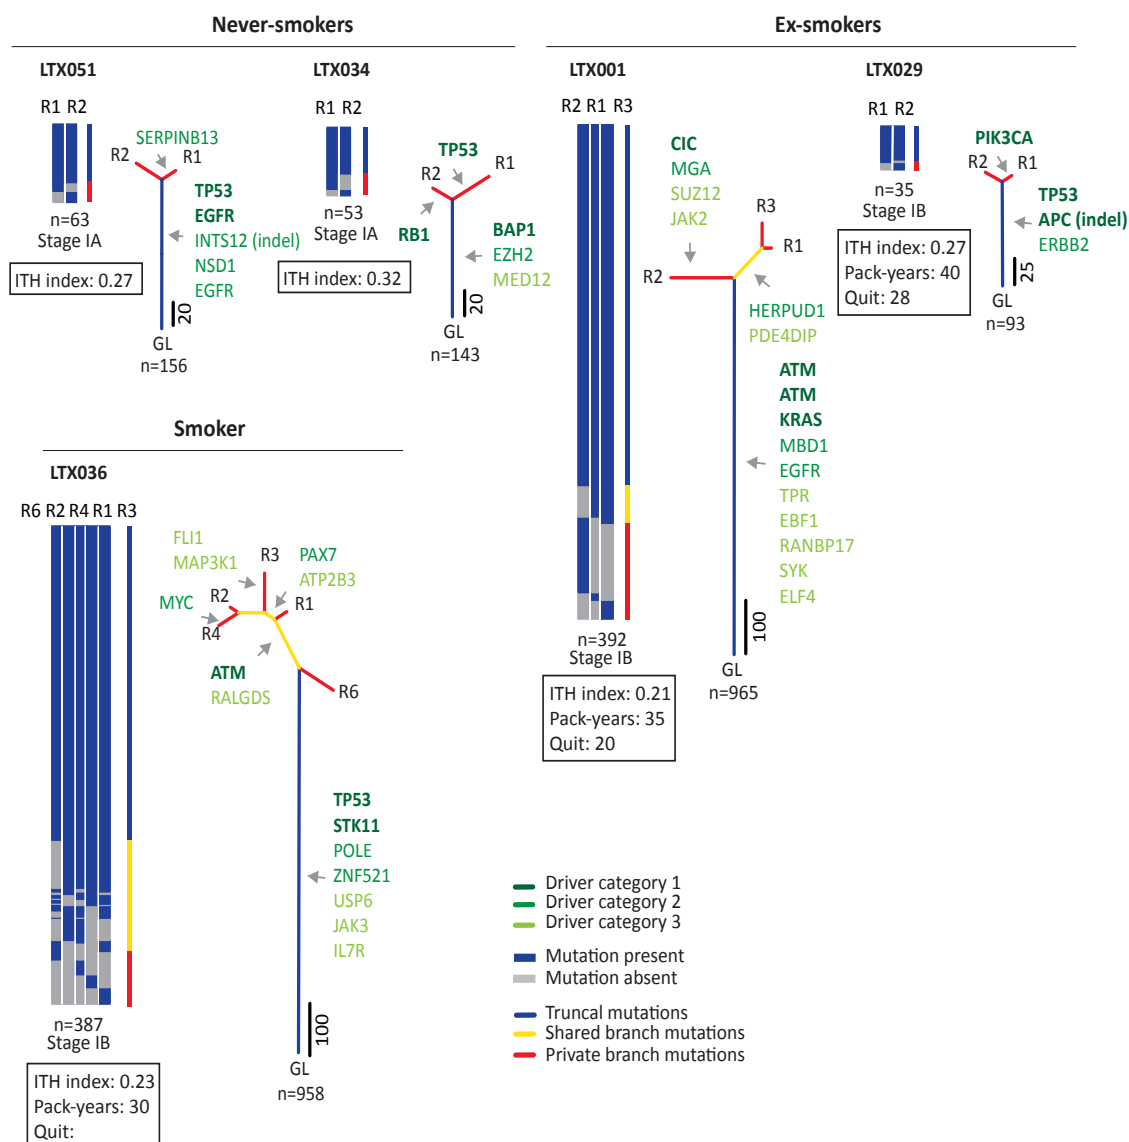 Never-smokers
Ex-smokers
LTX051
LTX034
LTX001
LTX029
R1 R2
SERPINB13
R2
R1
TP53
EGFR
INTS12 (indel)
NSD1
EGFR
n=63
Stage IA
ITH index: 0.27
20
GL
n=156
R1 R2
TP53
R2
R1
RB1
BAP1
EZH2
MED12
n=53
Stage IA
ITH index: 0.32
20
GL
n=143
R2 R1 R3
CIC
MGA
SUZ12
JAK2
R3
R1
R2
HERPUD1
PDE4DIP
ATM
ATM
KRAS
MBD1
EGFR
TPR
EBF1
RANBP17
SYK
ELF4
n=392
Stage IB
ITH index: 0.21
Pack-years: 35
Quit: 20
100
GL
n=965
R1 R2
PIK3CA
R2
R1
TP53
APC (indel)
ERBB2
n=35
Stage IB
ITH index: 0.27
Pack-years: 40
Quit: 28
25
GL
n=93
Smoker
LTX036
R6 R2 R4 R1 R3
FLI1
MAP3K1
R3
PAX7
ATP2B3
MYC
R2
R1
R4
ATM
RALGDS
R6
TP53
STK11
POLE
ZNF521
USP6
JAK3
IL7R
n=387
Stage IB
ITH index: 0.23
Pack-years: 30
Quit:
100
GL
n=958
Driver category 1
Driver category 2
Driver category 3
Mutation present
Mutation absent
Truncal mutations
Shared branch mutations
Private branch mutations